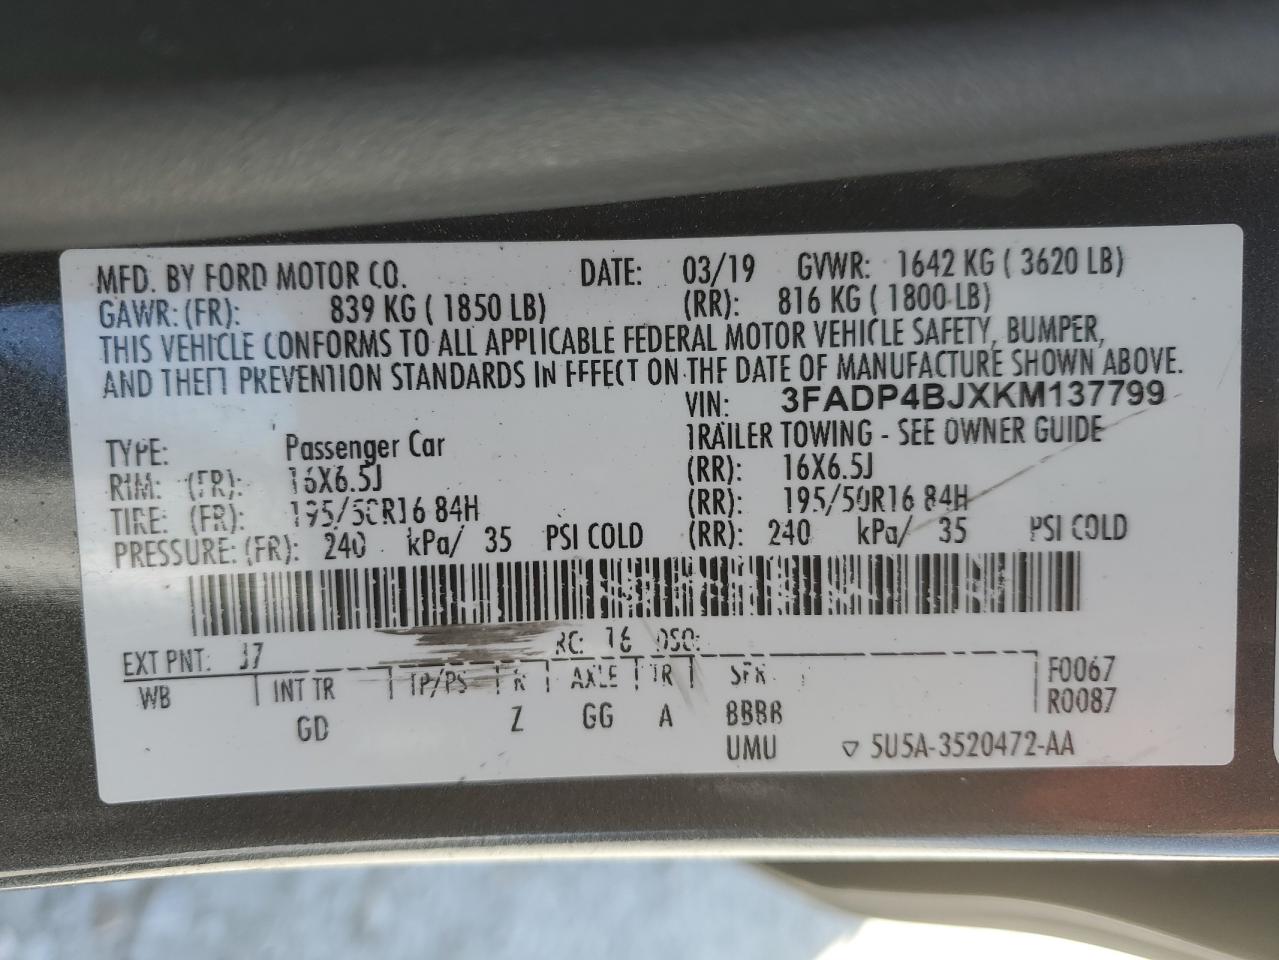 MFD. BY FORD MOTOR CO. DATE: 03/19 GVWR: 1642 KG ( 3620 LB)
GAWR: (FR): 839 KG ( 1850 LB) (RR): 816 KG ( 1800 LB)
THIS VEHICLE CONFORMS TO ALL APPLICABLE FEDERAL MOTOR VEHICLE SAFETY, BUMPER,
AND THEFT PREVENTION STANDARDS IN EFFECT ON THE DATE OF MANUFACTURE SHOWN ABOVE.
VIN: 3FADP4BJXKM137799
TYPE: Passenger Car TRAILER TOWING - SEE OWNER GUIDE
RIM: (FR): 16X6.5J (RR): 16X6.5J
TIRE: (FR): 195/50R16 84H (RR): 195/50R16 84H
PRESSURE: (FR): 240 kPa/ 35 PSI COLD (RR): 240 kPa/ 35 PSI COLD
EXT PNT: RC: 16 DSO:
WB INT TR TP/PS R AXLE TR SPR F0067
GD Z GG A BBBB R0087
UMU ▽ 5U5A-3520472-AA